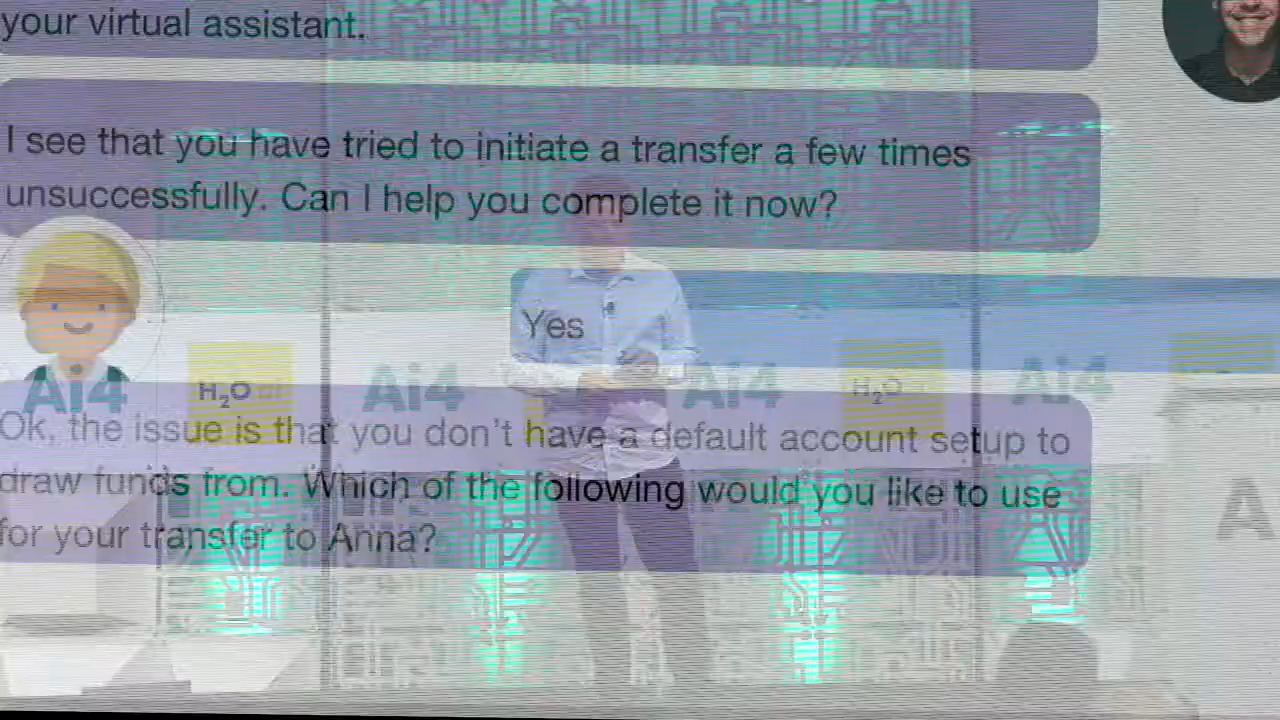 your virtual assistant.
I see that you have tried to initiate a transfer a few times
unsuccessfully. Can I help you complete it now?
Yes
Ai4
H₂O
Ai4
Ai4
H₂O
Ai4
Ok, the issue is that you don't have a default account setup to
draw funds from. Which of the following would you like to use
for your transfer to Anna?
A